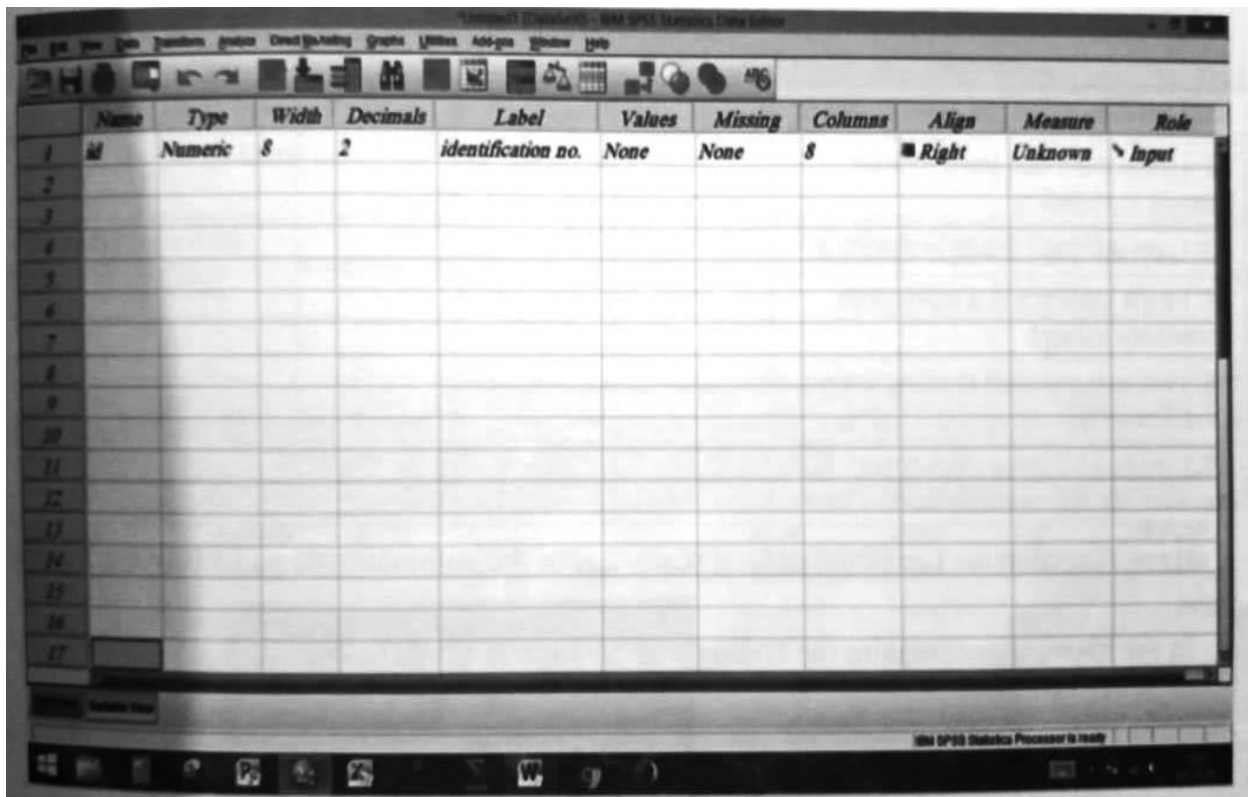 *Untitled1 [DataSet0] - IBM SPSS Statistics Data Editor
File Edit View Data Transform Analyze Direct Marketing Graphs Utilities Add-ons Window Help
Name Type Width Decimals Label Values Missing Columns Align Measure Role
1 id Numeric 8 2 identification no. None None 8 Right Unknown Input
2
3
4
5
6
7
8
9
10
11
12
13
14
15
16
17
Variable View
IBM SPSS Statistics Processor is ready